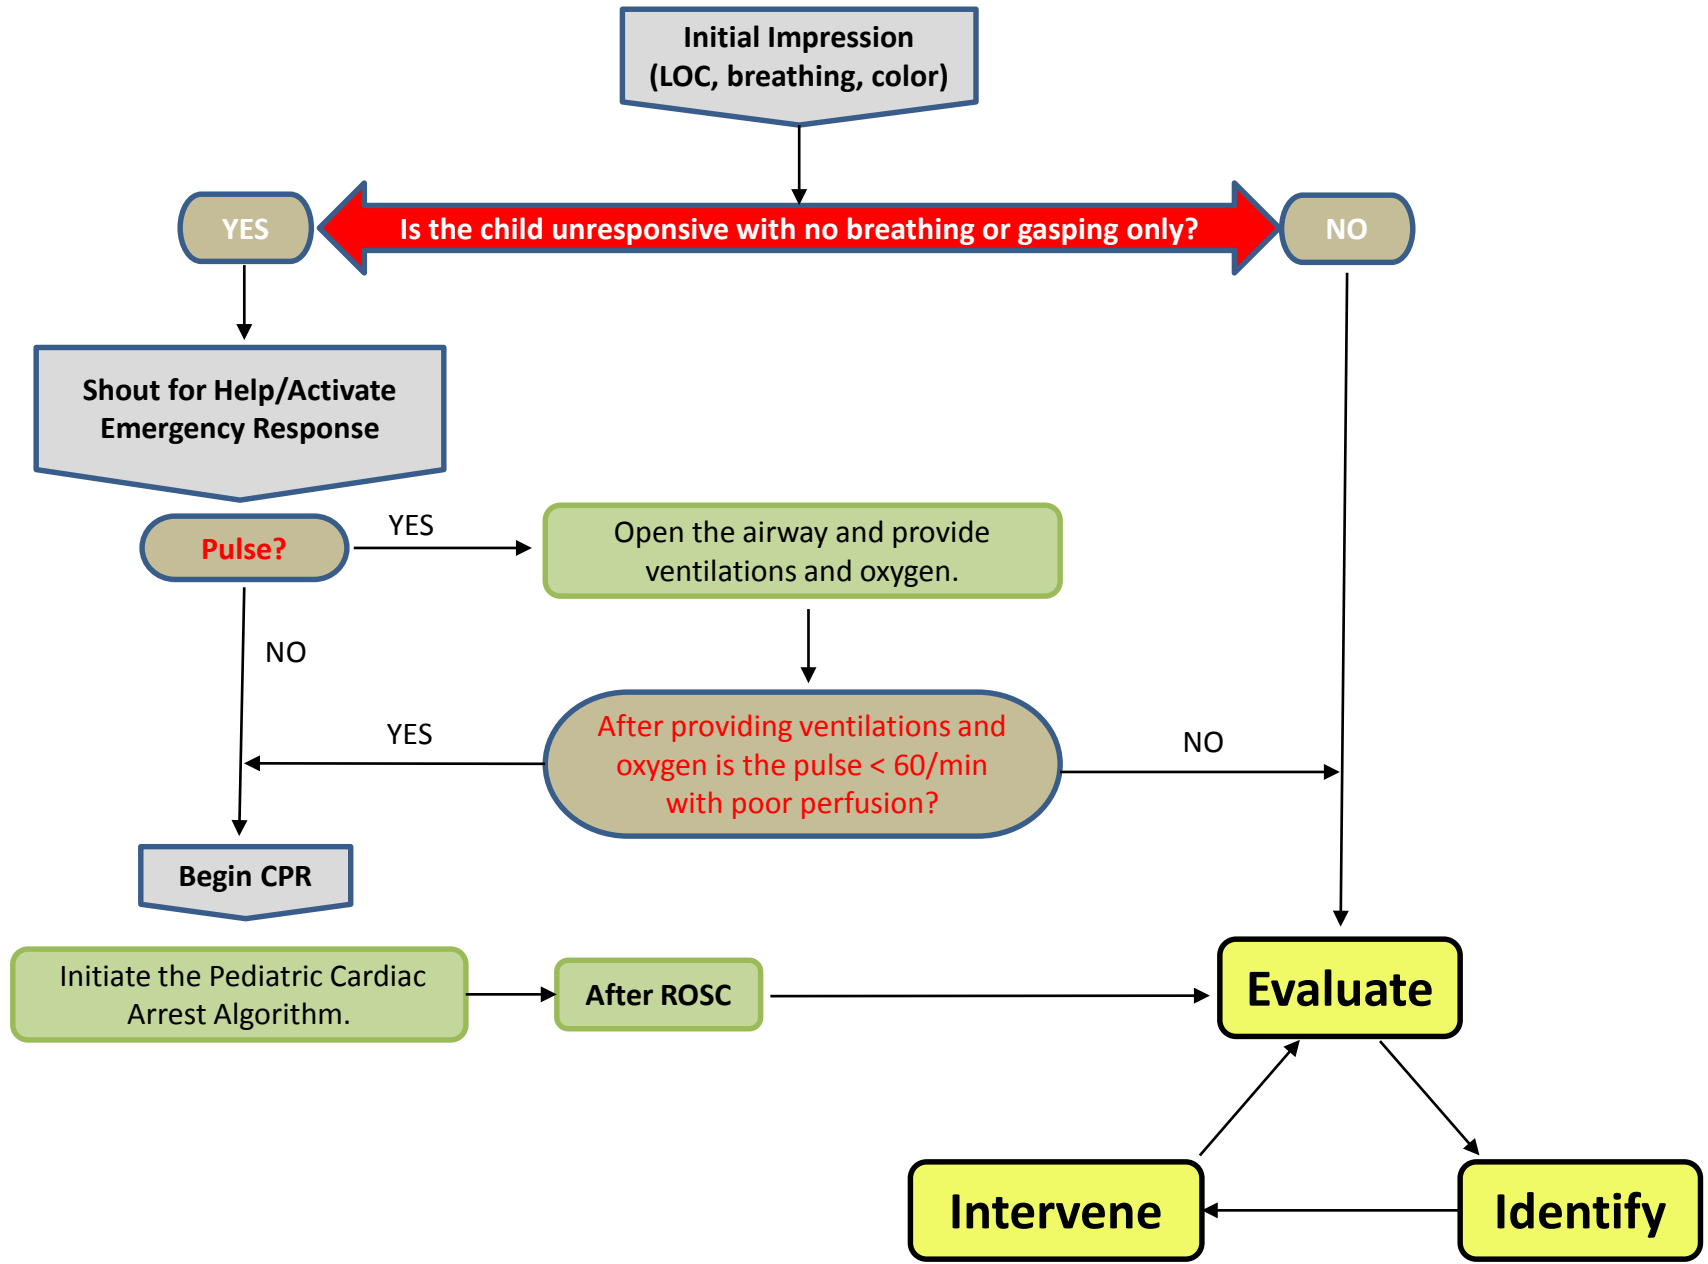 Initial Impression
(LOC, breathing, color)
YES
Is the child unresponsive with no breathing or gasping only?
NO
Shout for Help/Activate
Emergency Response
Pulse?
YES
Open the airway and provide
ventilations and oxygen.
NO
YES
After providing ventilations and
oxygen is the pulse < 60/min
with poor perfusion?
NO
Begin CPR
Initiate the Pediatric Cardiac
Arrest Algorithm.
After ROSC
Evaluate
Intervene
Identify